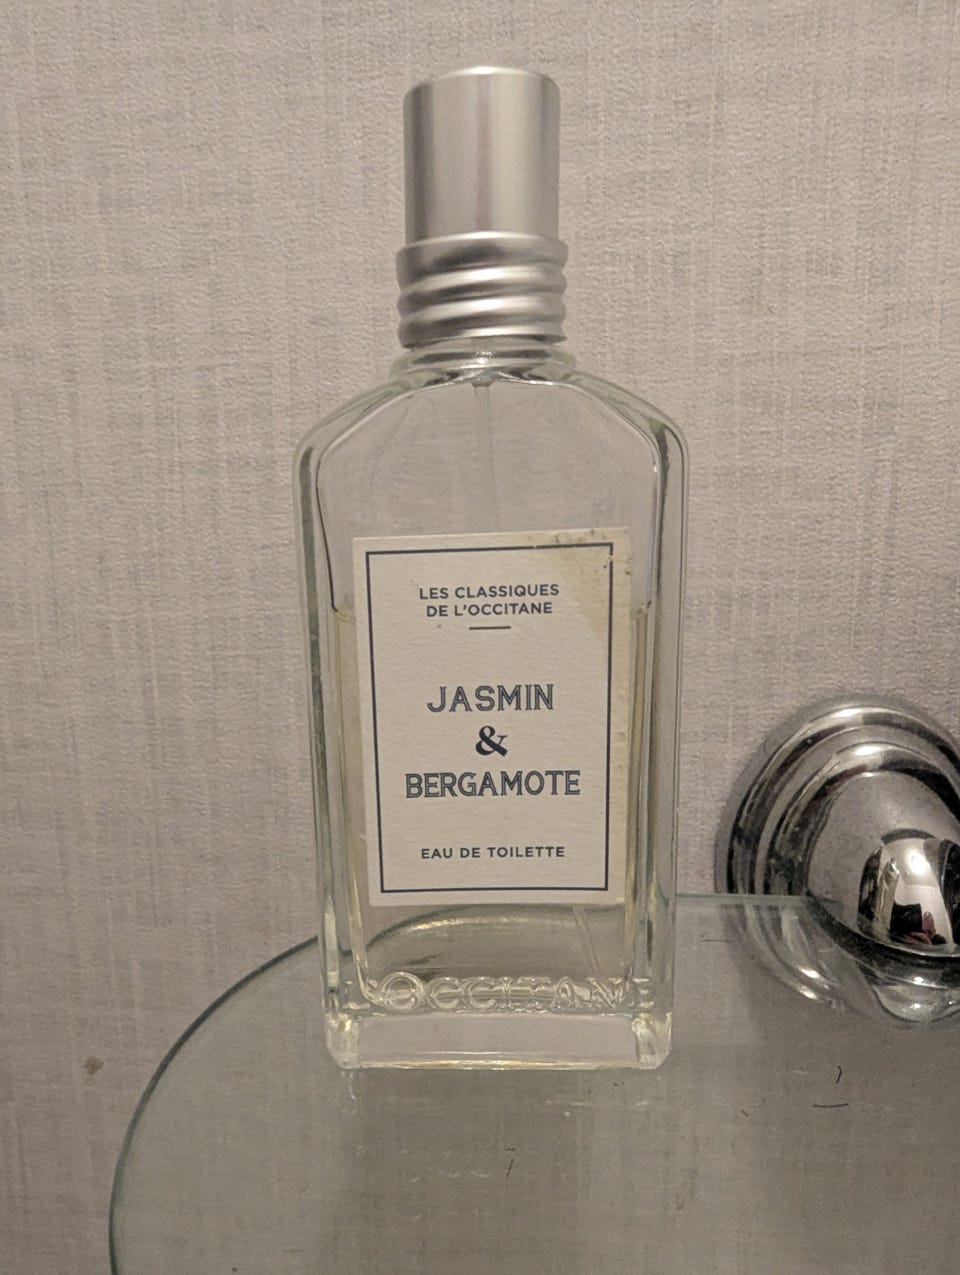 LES CLASSIQUES
DE L'OCCITANE
JASMIN
&
BERGAMOTE
EAU DE TOILETTE
L'OCCITANE